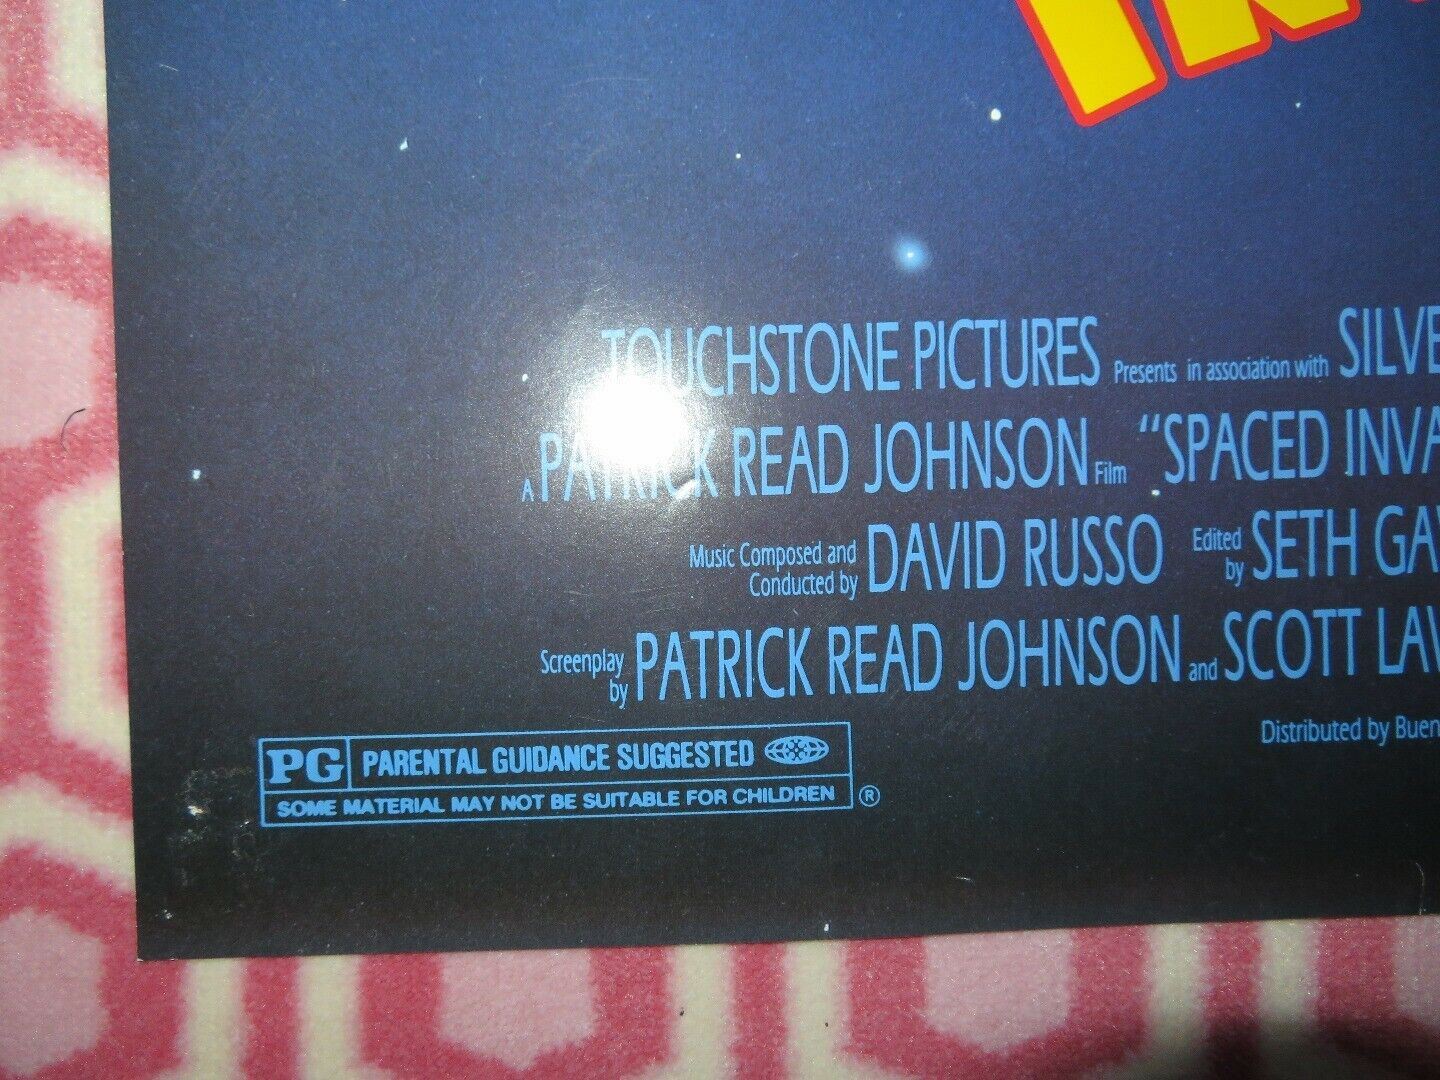 IN
TOUCHSTONE PICTURES Presents in association with SILVE
A PATRICK READ JOHNSON Film "SPACED INVA
Music Composed and Conducted by DAVID RUSSO Edited by SETH GA
Screenplay by PATRICK READ JOHNSON and SCOTT LAW
Distributed by Buen
PG PARENTAL GUIDANCE SUGGESTED
SOME MATERIAL MAY NOT BE SUITABLE FOR CHILDREN ®